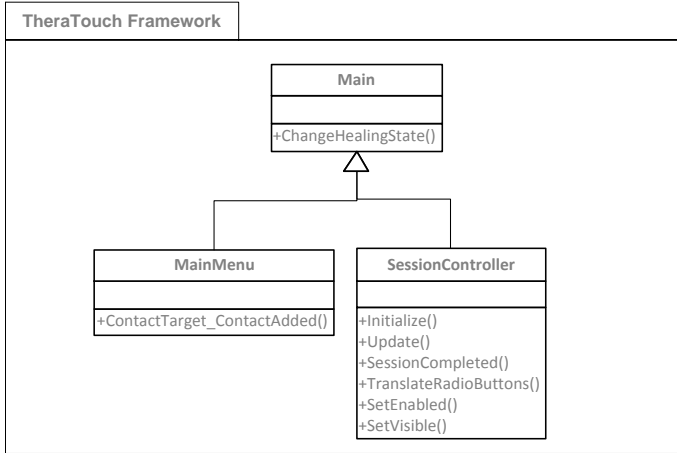 TheraTouch Framework
Main
+ChangeHealingState()
MainMenu
+ContactTarget_ContactAdded()
SessionController
+Initialize()
+Update()
+SessionCompleted()
+TranslateRadioButtons()
+SetEnabled()
+SetVisible()